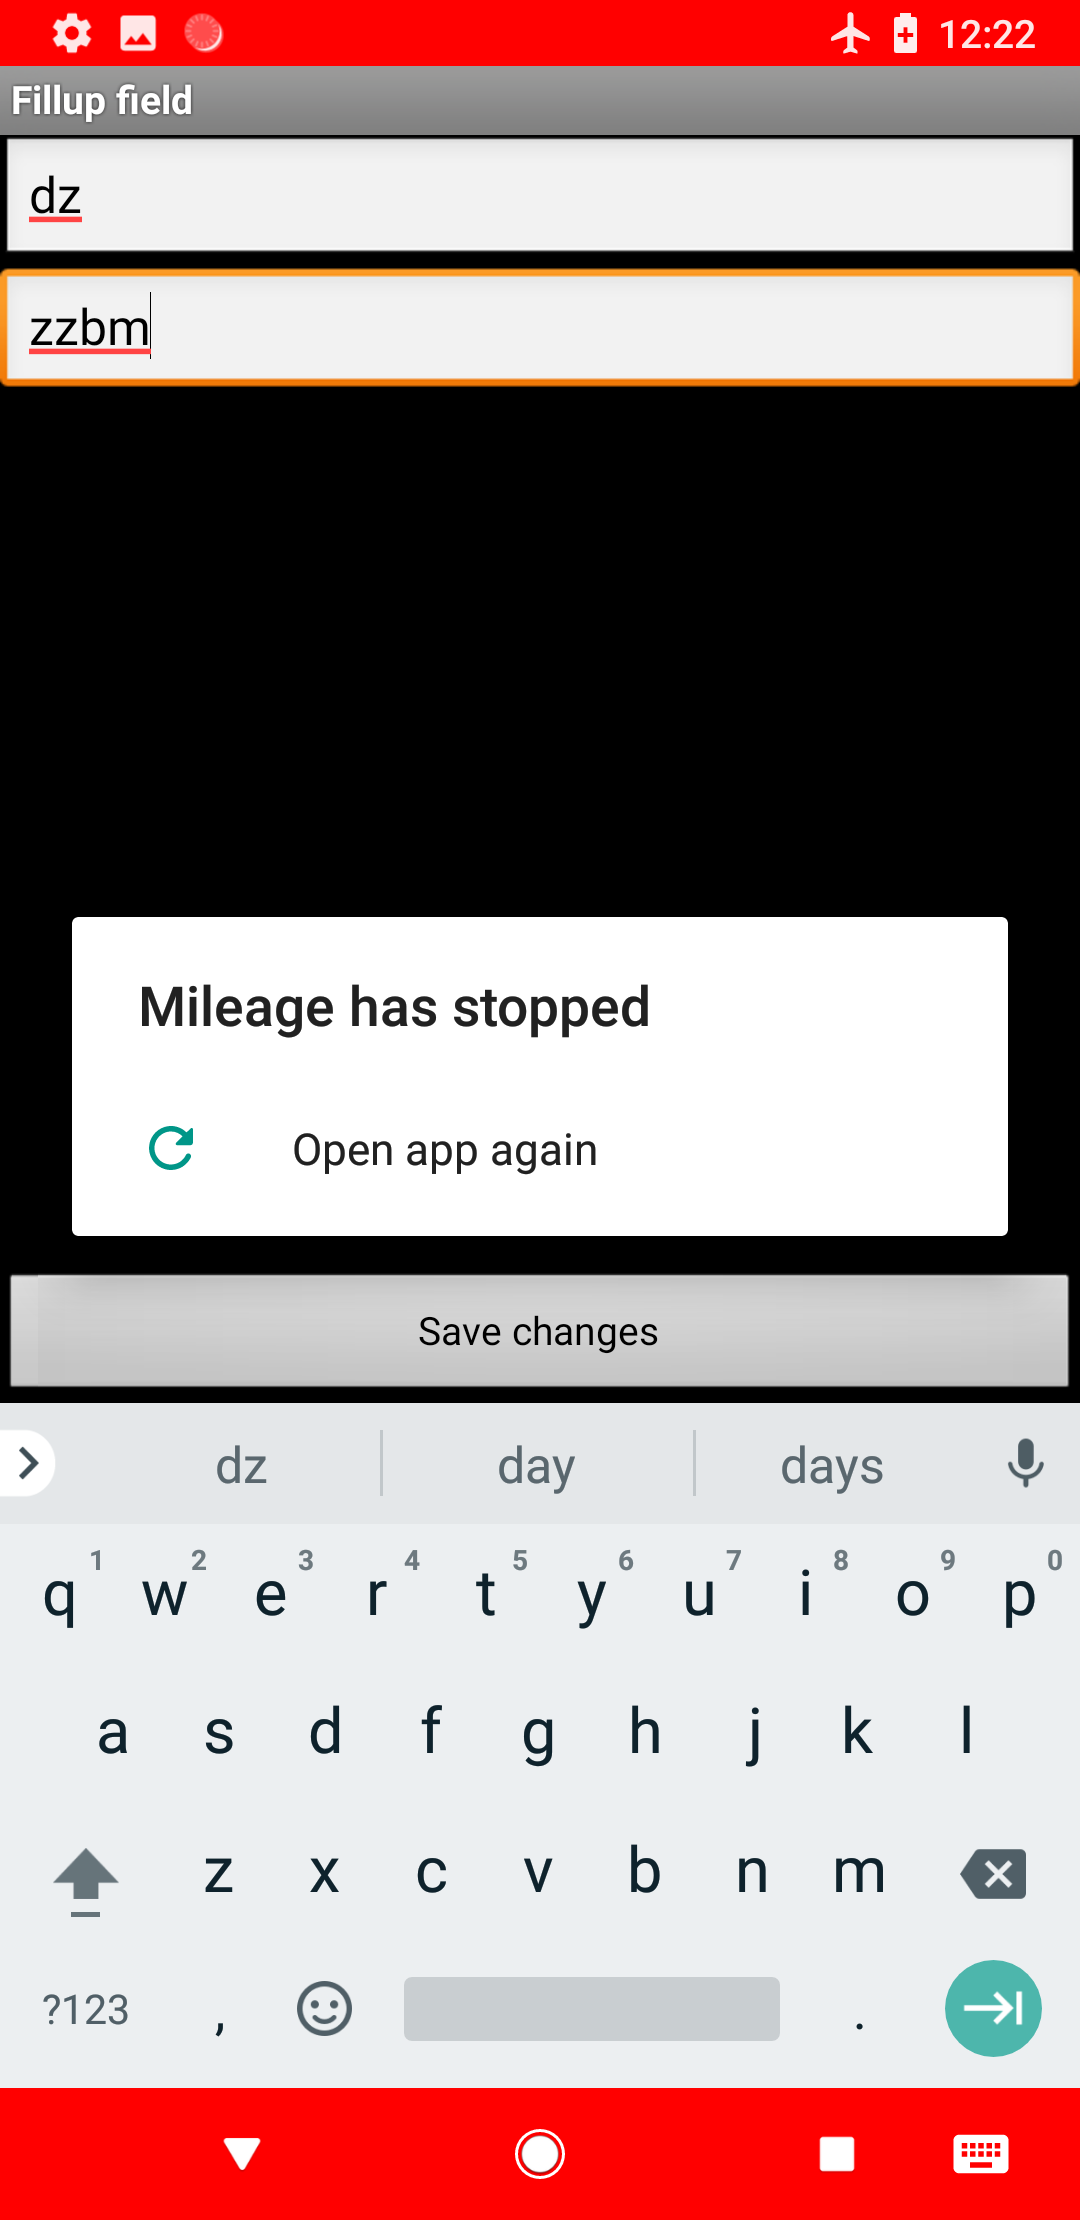 12:22
Fillup field
dz
zzbm
Mileage has stopped
Open app again
Save changes
dz day days
1 2 3 4 5 6 7 8 9 0
q w e r t y u i o p
a s d f g h j k l
z x c v b n m
?123 , .